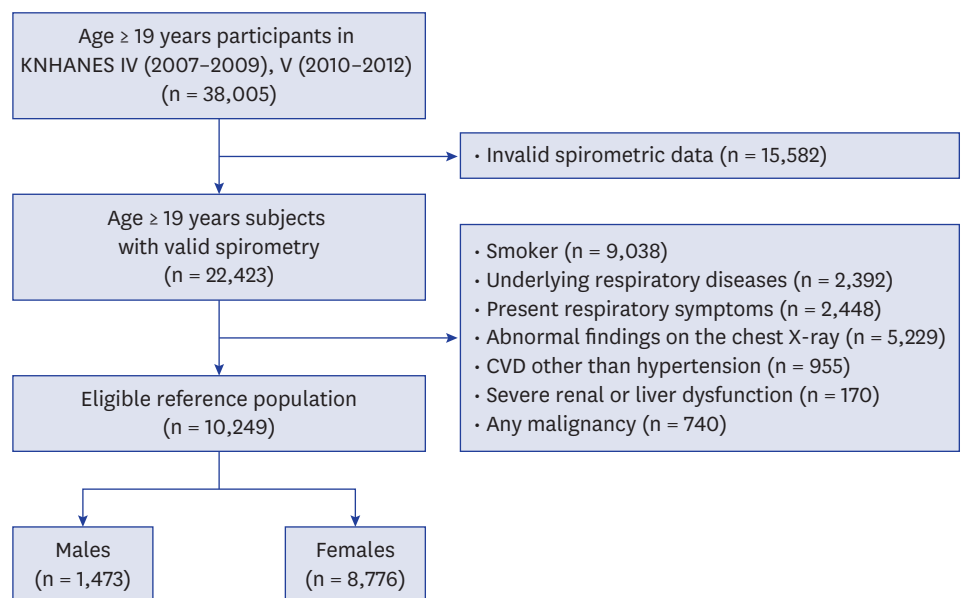 Age ≥ 19 years participants in
KNHANES IV (2007–2009), V (2010–2012)
(n = 38,005)
· Invalid spirometric data (n = 15,582)
Age ≥ 19 years subjects
with valid spirometry
(n = 22,423)
· Smoker (n = 9,038)
· Underlying respiratory diseases (n = 2,392)
· Present respiratory symptoms (n = 2,448)
· Abnormal findings on the chest X-ray (n = 5,229)
· CVD other than hypertension (n = 955)
· Severe renal or liver dysfunction (n = 170)
· Any malignancy (n = 740)
Eligible reference population
(n = 10,249)
Males
(n = 1,473)
Females
(n = 8,776)